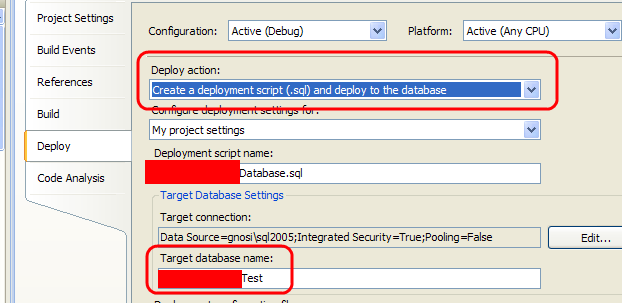 Project Settings
Build Events
References
Build
Deploy
Code Analysis
Configuration: Active (Debug) Platform: Active (Any CPU)
Deploy action:
Create a deployment script (.sql) and deploy to the database
Configure deployment settings for:
My project settings
Deployment script name:
Database.sql
Target Database Settings
Target connection:
Data Source=gnosi\sql2005;Integrated Security=True;Pooling=False
Edit...
Target database name:
Test